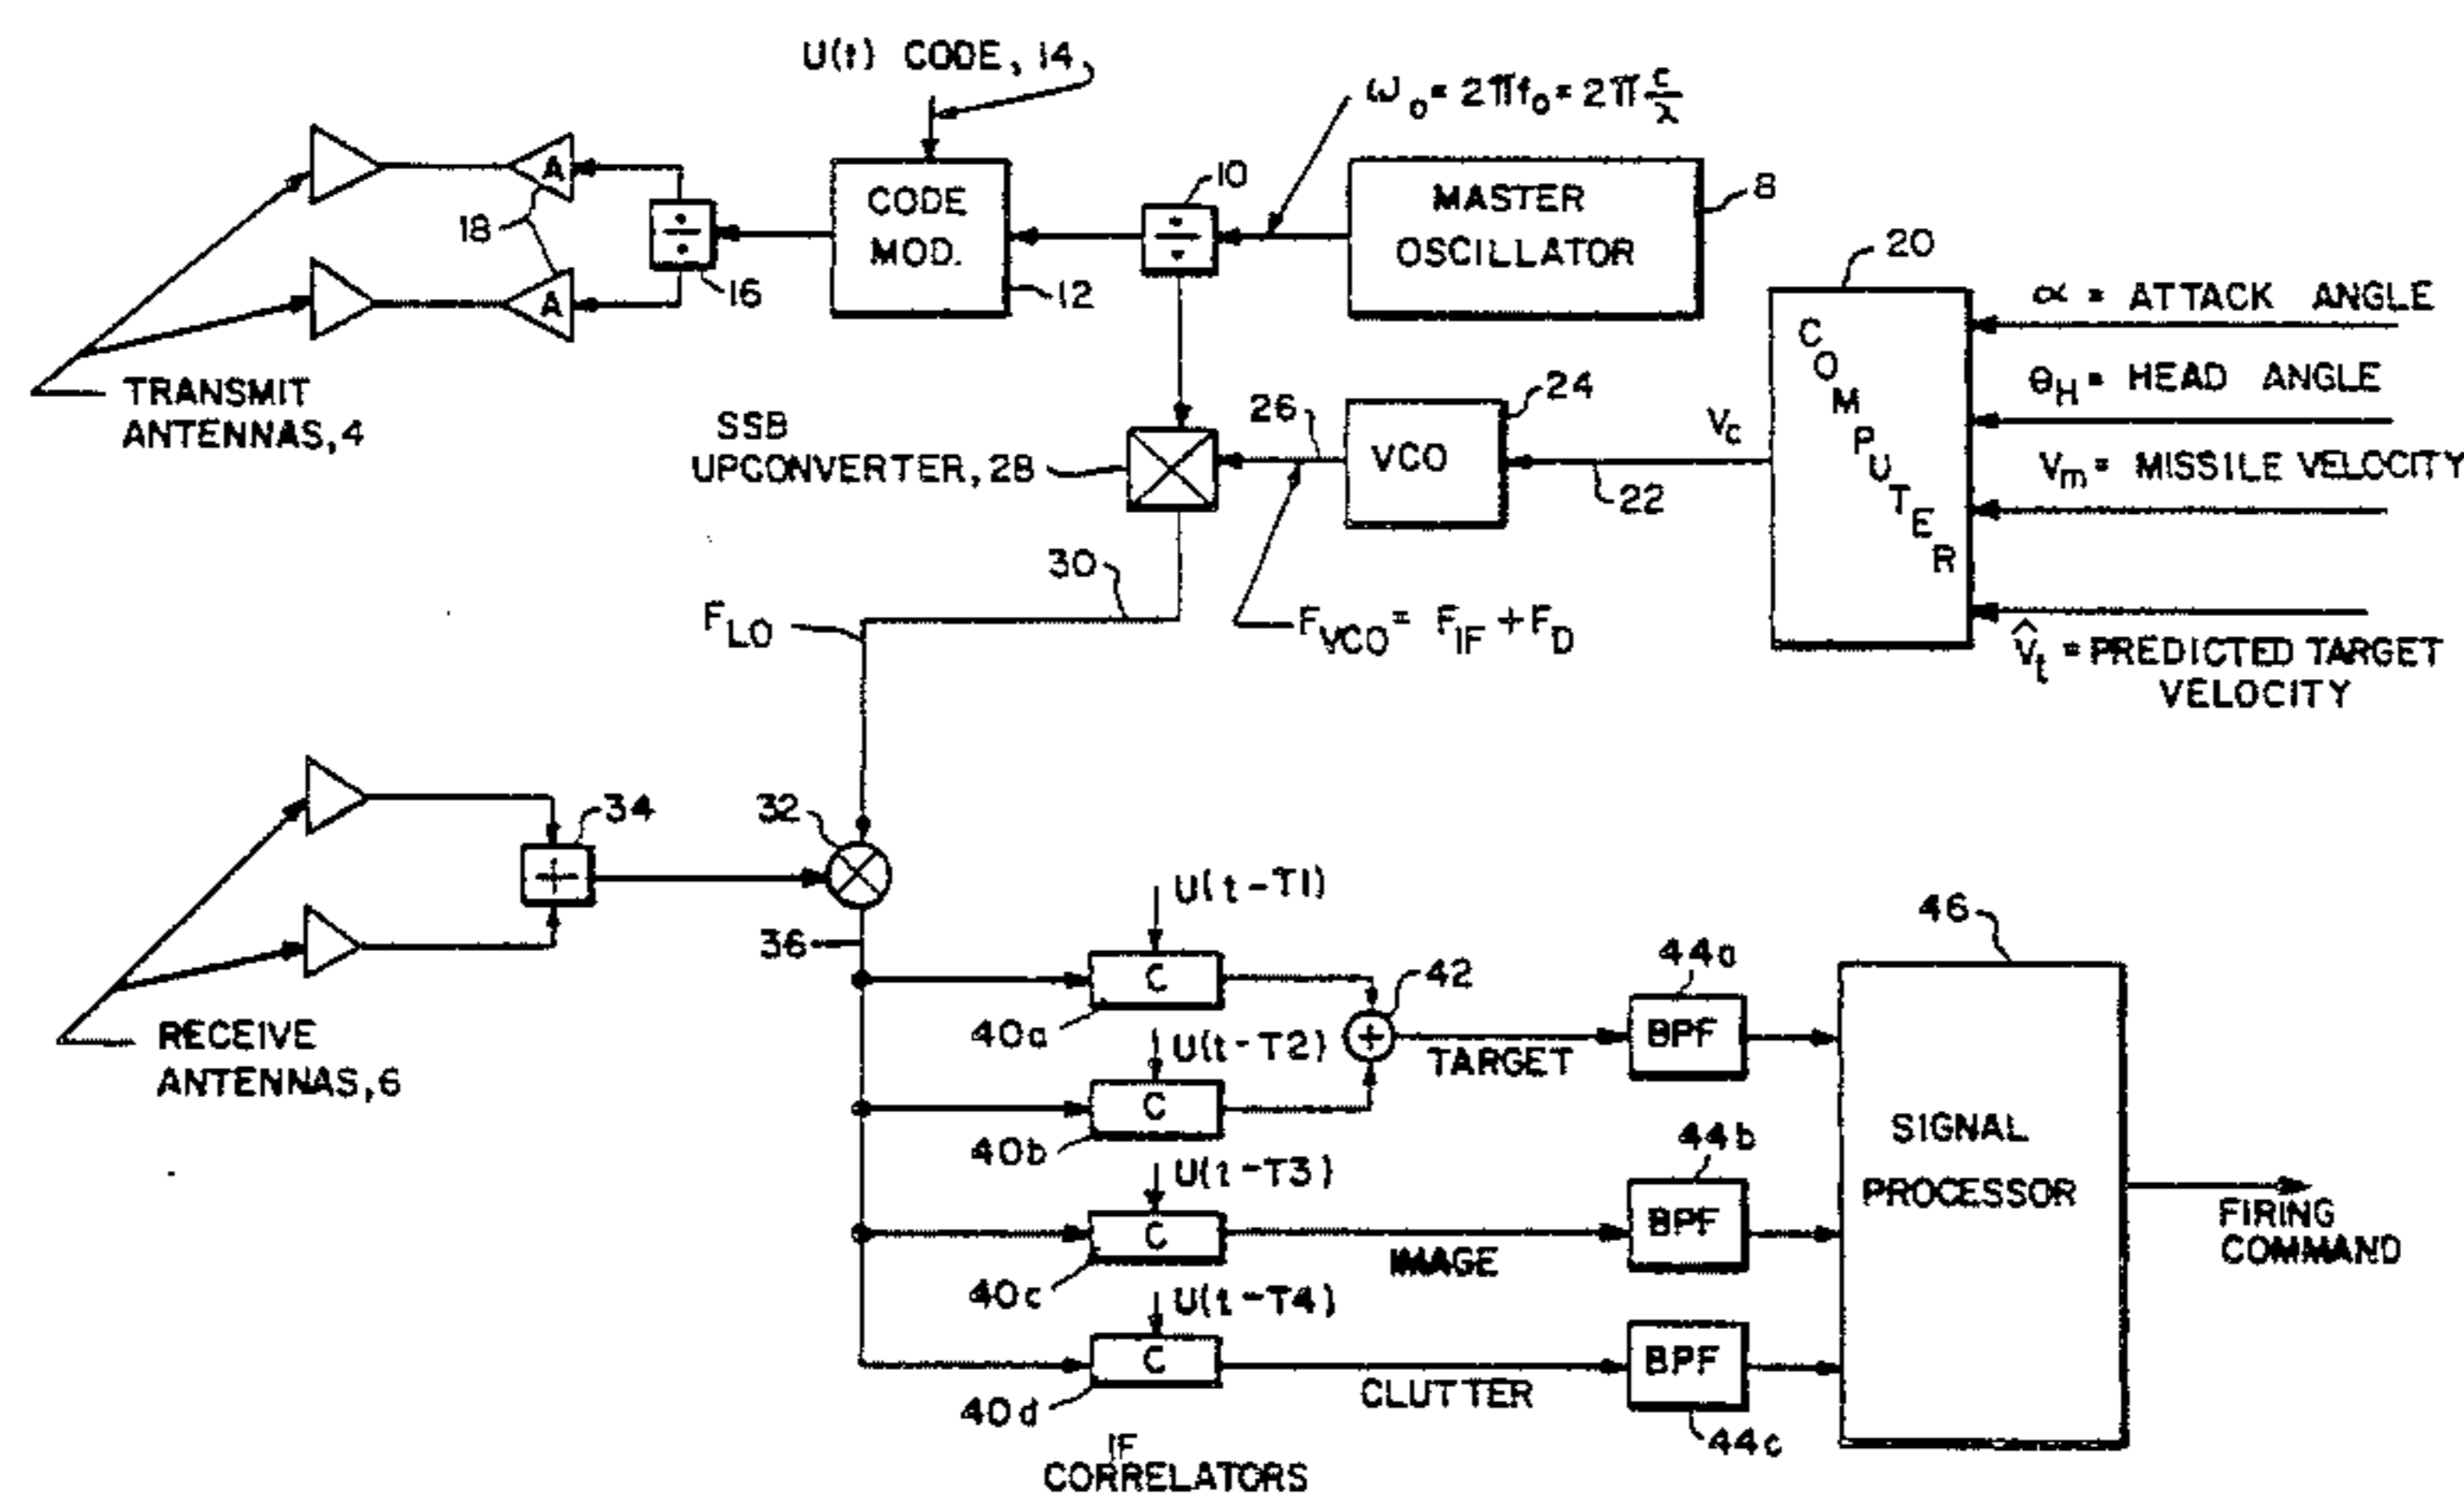 U(t) CODE, 14
ω₀ = 2πf₀ = 2π c/λ
CODE
MOD.
12
10
MASTER
OSCILLATOR
8
A
A
18
÷
16
÷
TRANSMIT
ANTENNAS, 4
20
COMPUTER
α = ATTACK ANGLE
θH = HEAD ANGLE
Vm = MISSILE VELOCITY
V̂t = PREDICTED TARGET
VELOCITY
SSB
UPCONVERTER, 28
26
VCO
24
Vc
22
30
FLO
FVCO = FIF + FD
34
+
32
36
RECEIVE
ANTENNAS, 6
U(t-T1)
C
40a
U(t-T2)
C
40b
U(t-T3)
C
40c
U(t-T4)
C
40d
IF
CORRELATORS
42
+
TARGET
IMAGE
CLUTTER
44a
BPF
44b
BPF
BPF
44c
46
SIGNAL
PROCESSOR
FIRING
COMMAND